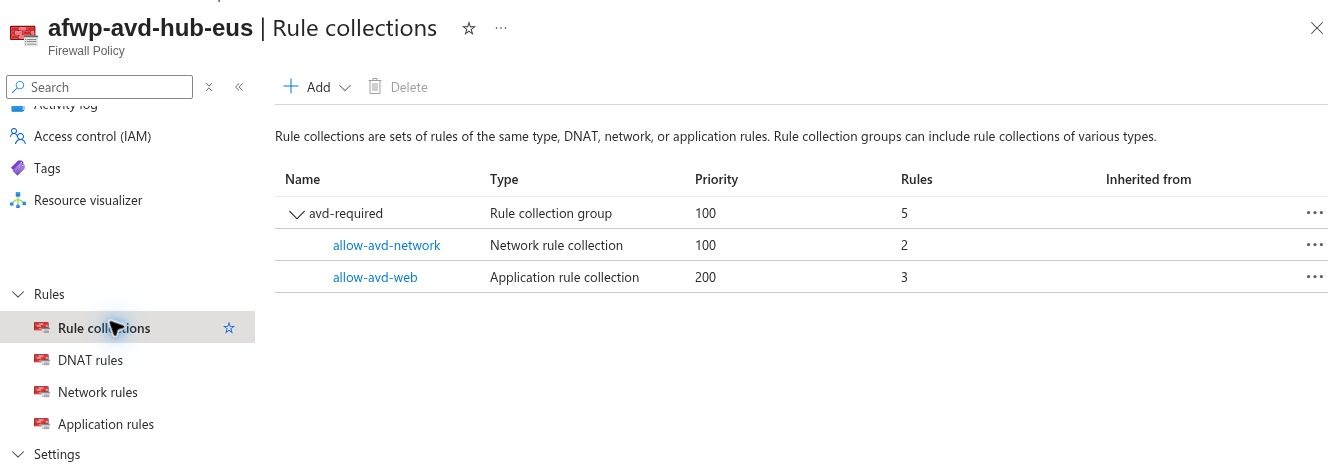 afwp-avd-hub-eus | Rule collections
Firewall Policy
Search
Add
Delete
Activity log
Access control (IAM)
Tags
Resource visualizer
Rules
Rule collections
DNAT rules
Network rules
Application rules
Settings
Rule collections are sets of rules of the same type, DNAT, network, or application rules. Rule collection groups can include rule collections of various types.
Name Type Priority Rules Inherited from
avd-required Rule collection group 100 5
allow-avd-network Network rule collection 100 2
allow-avd-web Application rule collection 200 3